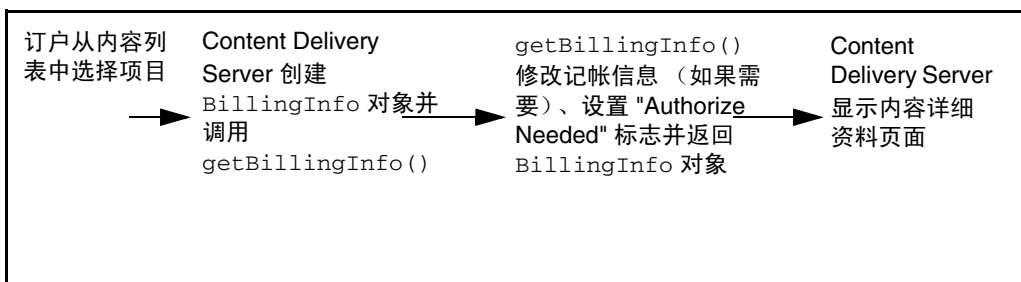 订户从内容列
表中选择项目
Content Delivery
Server 创建
BillingInfo 对象并
调用
getBillingInfo()
getBillingInfo()
修改记帐信息 （如果需
要）、设置 "Authorize
Needed" 标志并返回
BillingInfo 对象
Content
Delivery Server
显示内容详细
资料页面